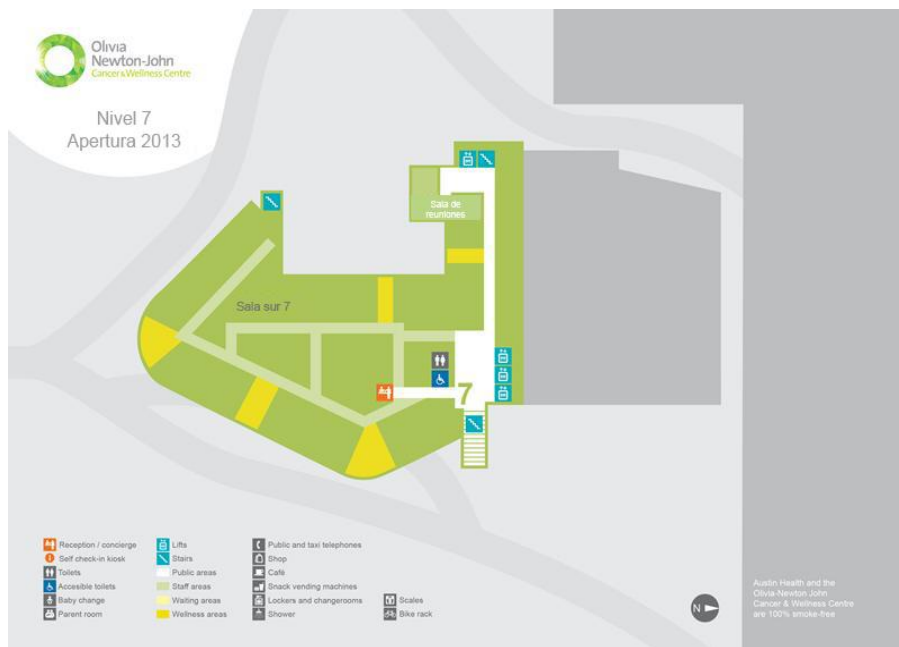 Olivia
Newton-John
Cancer & Wellness Centre
Nivel 7
Apertura 2013
Sala de
reuniones
Sala sur 7
7
Reception / concierge
Self check-in kiosk
Toilets
Accesible toilets
Baby change
Parent room
Lifts
Stairs
Public areas
Staff areas
Waiting areas
Wellness areas
Public and taxi telephones
Shop
Café
Snack vending machines
Lockers and changerooms
Shower
Scales
Bike rack
N
Austin Health and the
Olivia-Newton John
Cancer & Wellness Centre
are 100% smoke-free